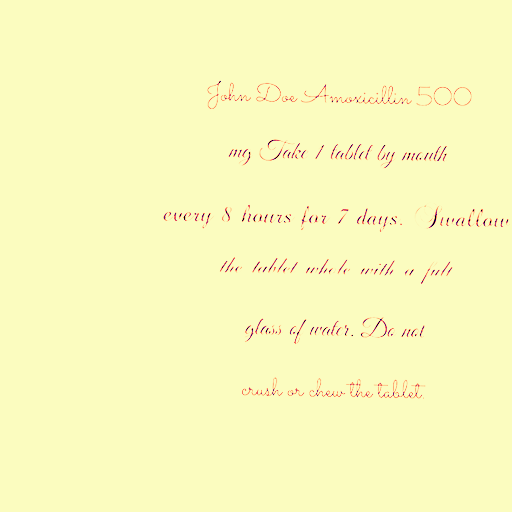 John Doe Amoxicillin 500
mg Take 1 tablet by mouth
every 8 hours for 7 days. Swallow
the tablet whole with a full
glass of water. Do not
crush or chew the tablet.